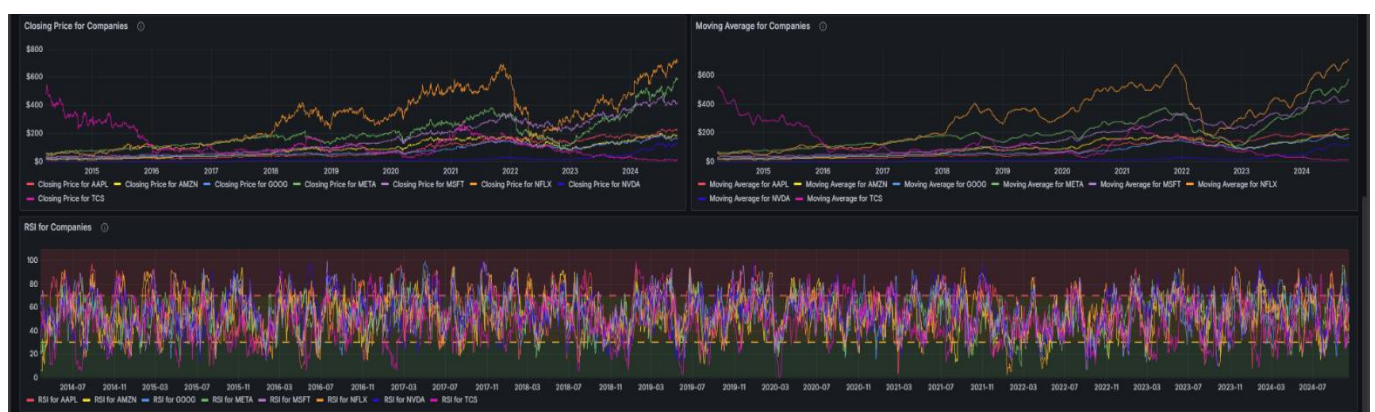 Closing Price for Companies
$800
$600
$400
$200
$0
2015 2016 2017 2018 2019 2020 2021 2022 2023 2024
Closing Price for AAPL Closing Price for AMZN Closing Price for GOOG Closing Price for META Closing Price for MSFT Closing Price for NFLX Closing Price for NVDA
Closing Price for TCS
Moving Average for Companies
$600
$400
$200
$0
2015 2016 2017 2018 2019 2020 2021 2022 2023 2024
Moving Average for AAPL Moving Average for AMZN Moving Average for GOOG Moving Average for META Moving Average for MSFT Moving Average for NFLX
Moving Average for NVDA Moving Average for TCS
RSI for Companies
100
80
60
40
20
0
2014-07 2014-11 2015-03 2015-07 2015-11 2016-03 2016-07 2016-11 2017-03 2017-07 2017-11 2018-03 2018-07 2018-11 2019-03 2019-07 2019-11 2020-03 2020-07 2020-11 2021-03 2021-07 2021-11 2022-03 2022-07 2022-11 2023-03 2023-07 2023-11 2024-03 2024-07
RSI for AAPL RSI for AMZN RSI for GOOG RSI for META RSI for MSFT RSI for NFLX RSI for NVDA RSI for TCS